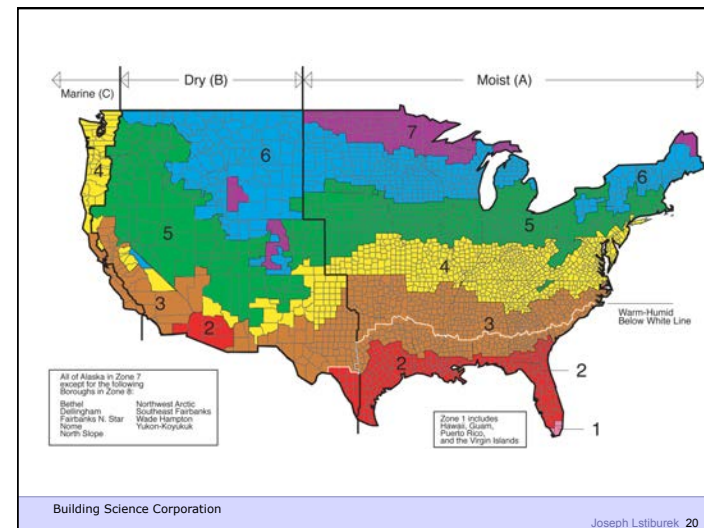 Marine (C)
Dry (B)
Moist (A)
7
6
4
6
5
5
4
3
3
2
2
2
1
Warm-Humid
Below White Line
All of Alaska in Zone 7
except for the following
Boroughs in Zone 8:
Bethel
Dellingham
Fairbanks N. Star
Nome
North Slope
Northwest Arctic
Southeast Fairbanks
Wade Hampton
Yukon-Koyukuk
Zone 1 includes
Hawaii, Guam,
Puerto Rico,
and the Virgin Islands
Building Science Corporation
Joseph Lstiburek 20